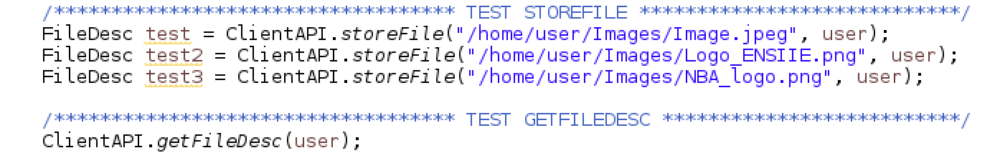 /*********************************** TEST STOREFILE ****************************/
FileDesc test = ClientAPI.storeFile("/home/user/Images/Image.jpeg", user);
FileDesc test2 = ClientAPI.storeFile("/home/user/Images/Logo_ENSIIE.png", user);
FileDesc test3 = ClientAPI.storeFile("/home/user/Images/NBA_logo.png", user);
/*********************************** TEST GETFILEDESC **************************/
ClientAPI.getFileDesc(user);